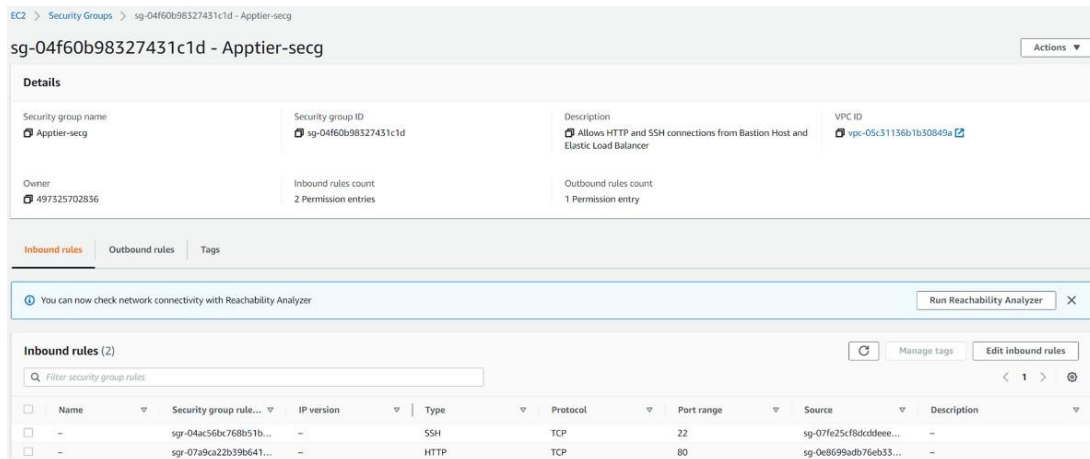 EC2 > Security Groups > sg-04f60b98327431c1d - Apptier-secg
sg-04f60b98327431c1d - Apptier-secg
Actions
Details
Security group name Security group ID Description VPC ID
Apptier-secg sg-04f60b98327431c1d Allows HTTP and SSH connections from Bastion Host and vpc-05c31136b1b30849a
Elastic Load Balancer
Owner Inbound rules count Outbound rules count
497325702836 2 Permission entries 1 Permission entry
Inbound rules Outbound rules Tags
You can now check network connectivity with Reachability Analyzer Run Reachability Analyzer
Inbound rules (2) Manage tags Edit inbound rules
Filter security group rules 1
Name Security group rule... IP version Type Protocol Port range Source Description
– sgr-04ac56bc768b51b... – SSH TCP 22 sg-07fe25cf8dcddeee... –
– sgr-07a9ca22b39b641... – HTTP TCP 80 sg-0e8699adb76eb33... –